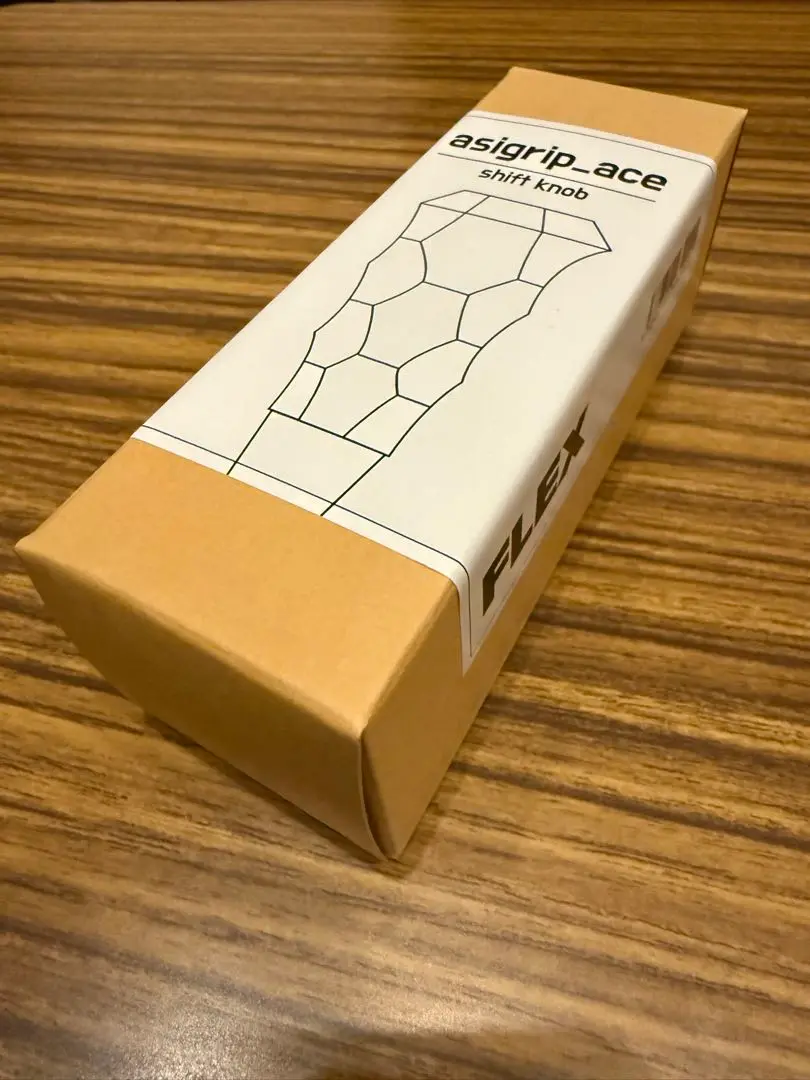 asigrip_ace
shift knob
FLEX